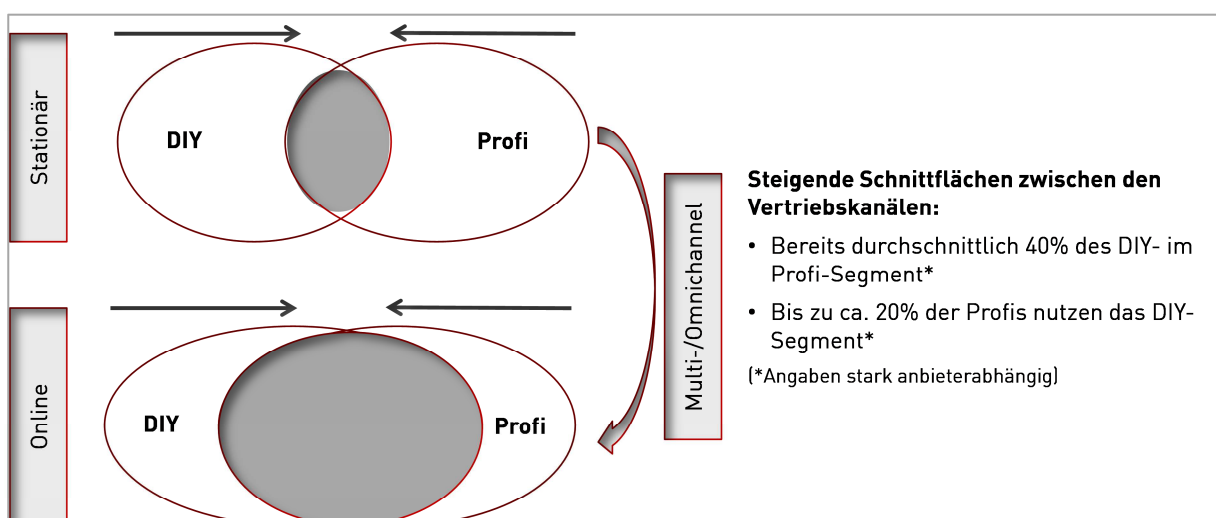 Stationär
DIY
Profi
Online
DIY
Profi
Multi-/Omnichannel
Steigende Schnittflächen zwischen den
Vertriebskanälen:
• Bereits durchschnittlich 40% des DIY- im
Profi-Segment*
• Bis zu ca. 20% der Profis nutzen das DIY-
Segment*
(*Angaben stark anbieterabhängig)